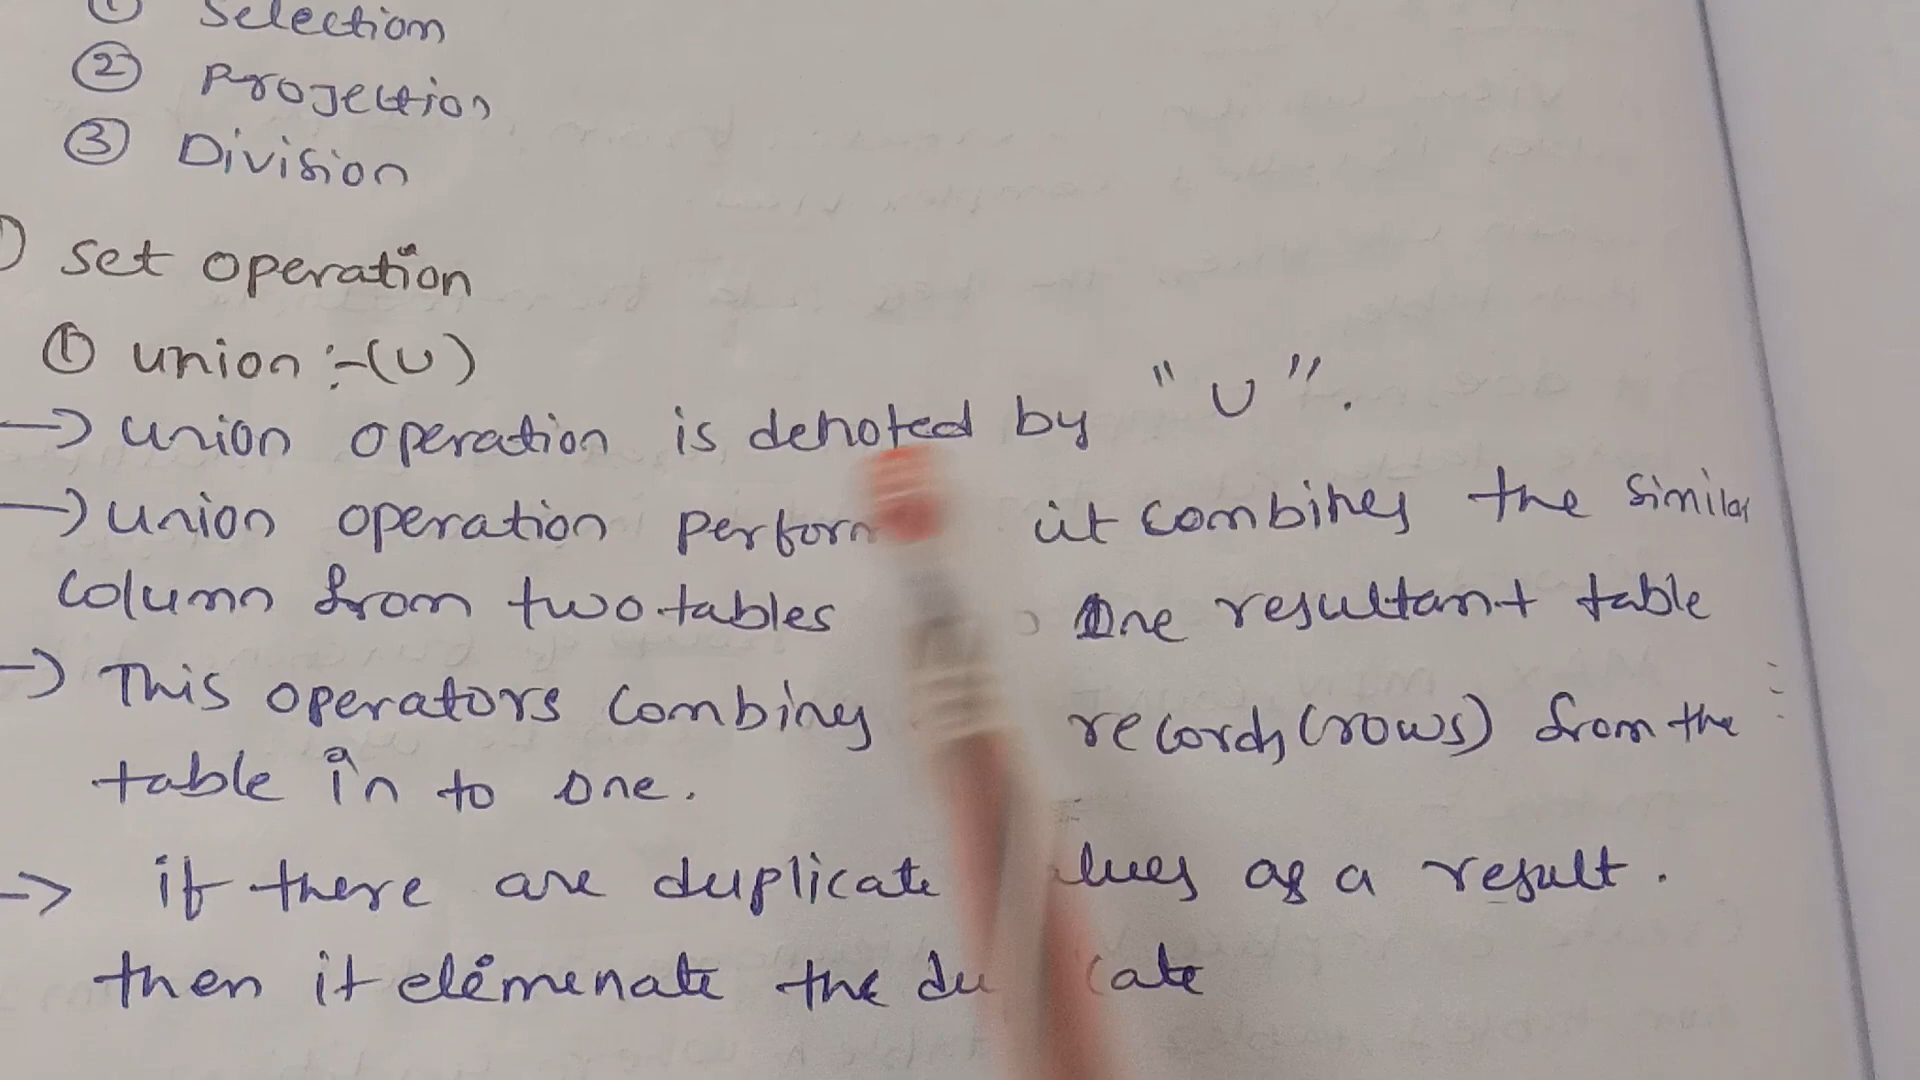 ① Selection
② Projection
③ Division
) Set operation
① union :-(∪)
→ union operation is denoted by "∪".
→ union operation perform it combines the similar
column from two tables One resultant table
→ This operators combines records (rows) from the
table in to one.
→ if there are duplicate as a result.
then it elemenate the